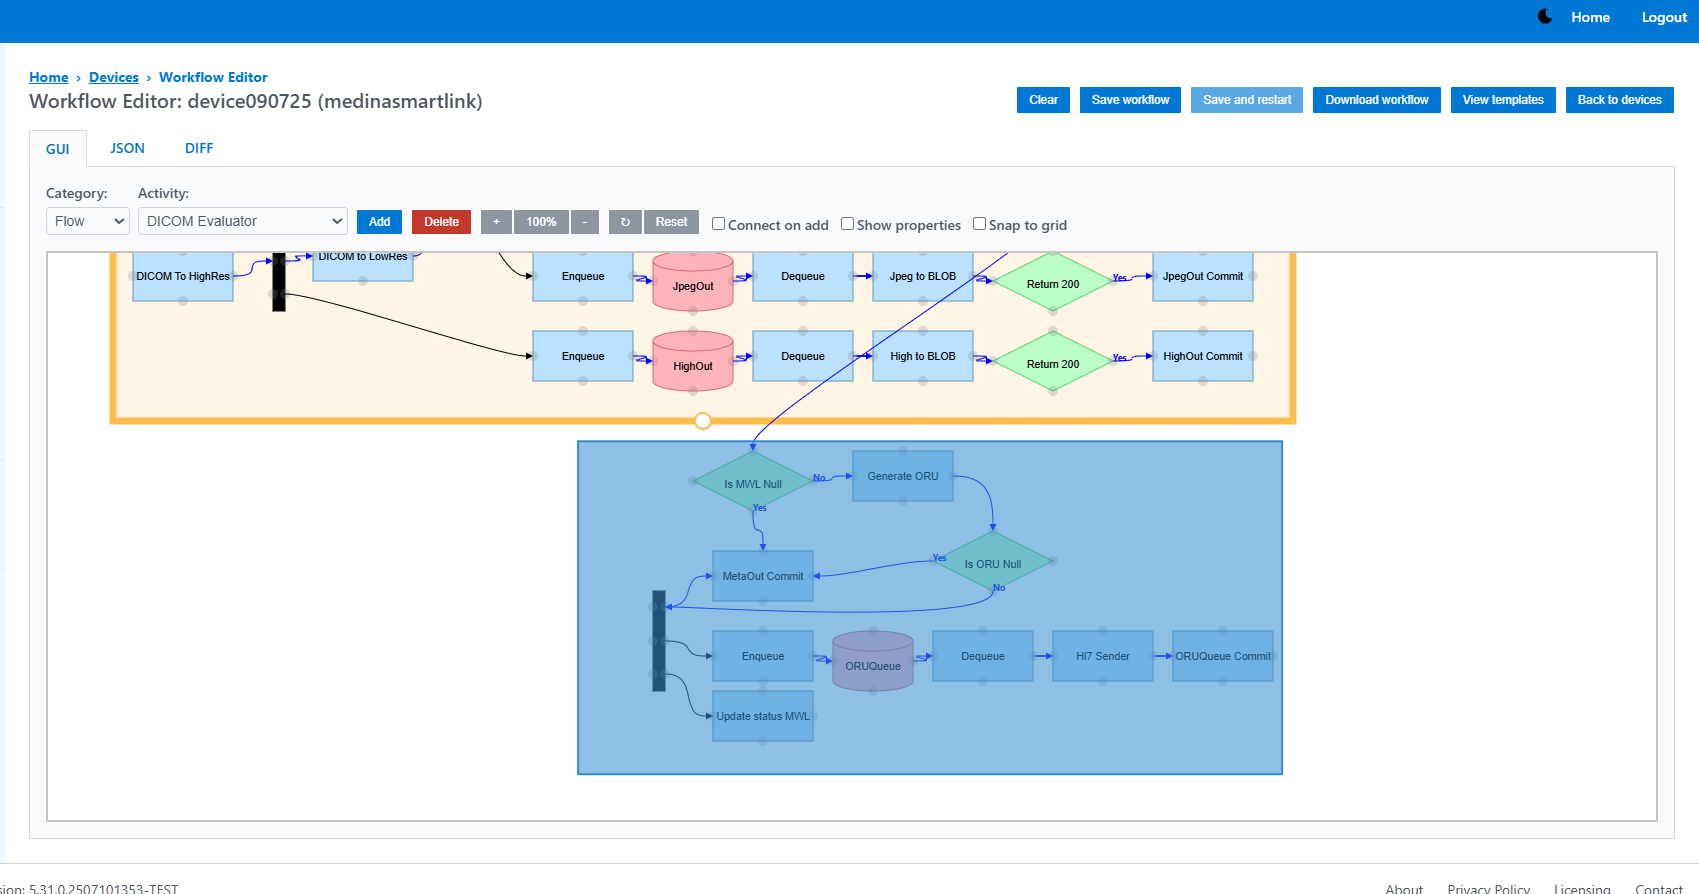 Home Logout
Home › Devices › Workflow Editor
Workflow Editor: device090725 (medinasmartlink)
Clear Save workflow Save and restart Download workflow View templates Back to devices
GUI JSON DIFF
Category: Activity:
Flow DICOM Evaluator Add Delete + 100% - ↻ Reset Connect on add Show properties Snap to grid
DICOM To HighRes DICOM to LowRes Enqueue JpegOut Dequeue Jpeg to BLOB Return 200 Yes JpegOut Commit
Enqueue HighOut Dequeue High to BLOB Return 200 Yes HighOut Commit
Is MWL Null No Generate ORU
Yes
MetaOut Commit Yes Is ORU Null
No
Enqueue ORUQueue Dequeue Hl7 Sender ORUQueue Commit
Update status MWL
sion: 5.31.0.2507101353-TEST About Privacy Policy Licensing Contact